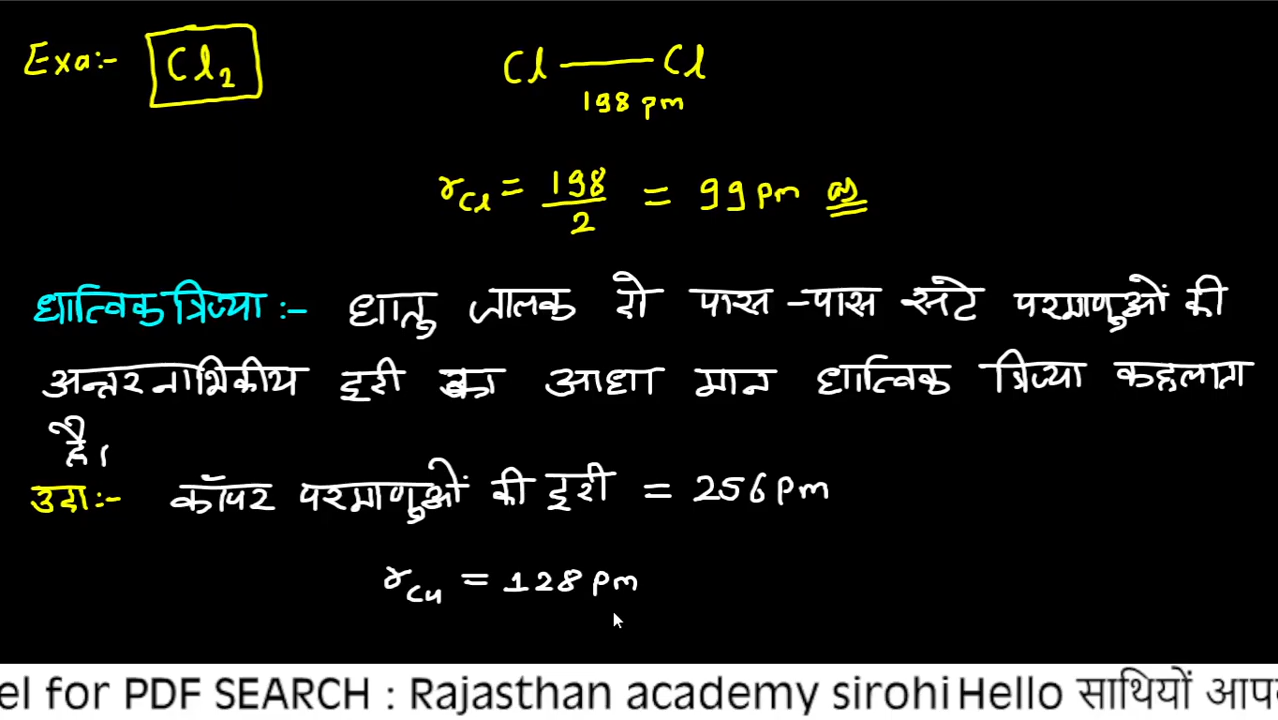 Exa:- Cl2 Cl — Cl
198 pm
rCl = 198/2 = 99 pm
धात्विक त्रिज्या :- धातु जालक में पास-पास सटे परमाणुओं की
अन्तरनाभिकीय दूरी का आधा मान धात्विक त्रिज्या कहलाता
है।
उदा:- कॉपर परमाणुओं की दूरी = 256 pm
rCu = 128 pm
el for PDF SEARCH : Rajasthan academy sirohi Hello साथियों आप